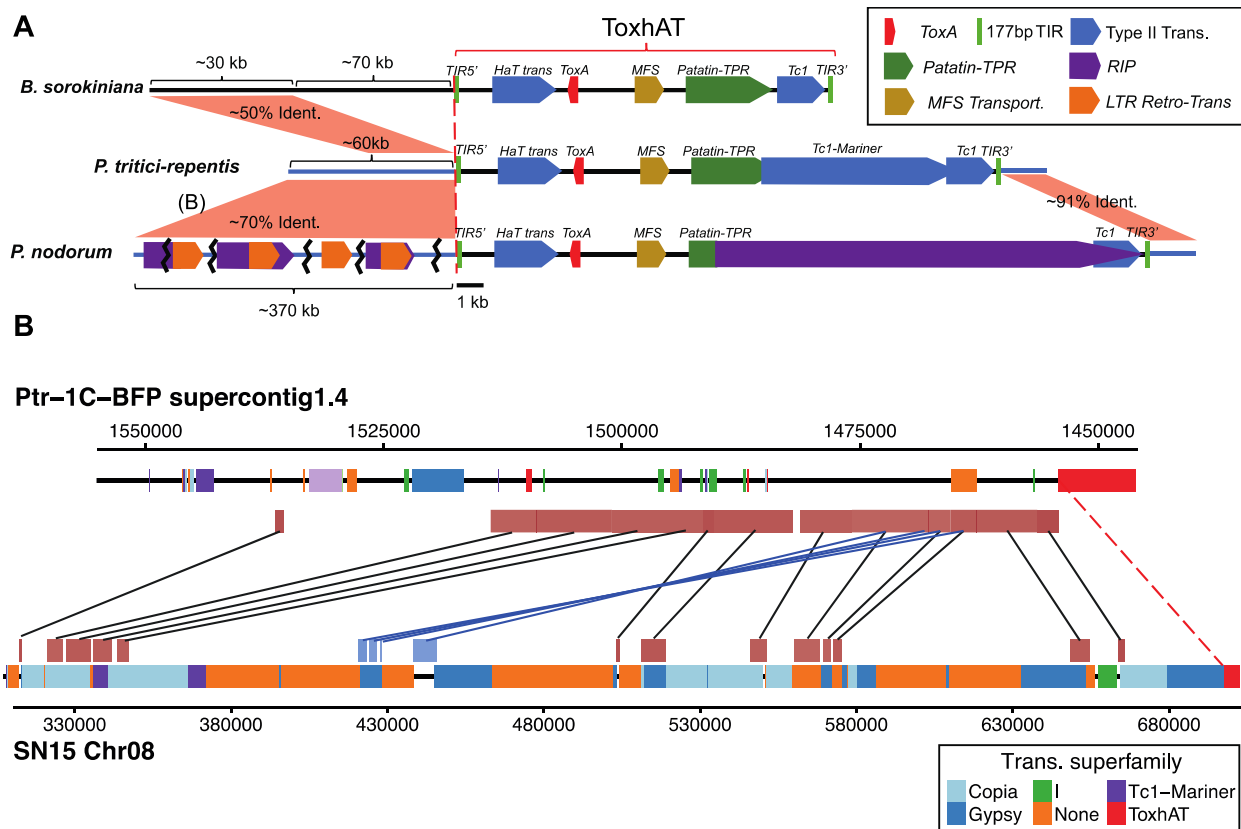 A
ToxhAT
~30 kb
~70 kb
B. sorokiniana
TIR5'
HaT trans
ToxA
MFS
Patatin-TPR
Tc1
TIR3'
ToxA
177bp TIR
Type II Trans.
Patatin-TPR
RIP
MFS Transport.
LTR Retro-Trans
~50% Ident.
~60kb
P. tritici-repentis
TIR5'
HaT trans
ToxA
MFS
Patatin-TPR
Tc1-Mariner
Tc1
TIR3'
(B)
~70% Ident.
~91% Ident.
P. nodorum
TIR5'
HaT trans
ToxA
MFS
Patatin-TPR
Tc1
TIR3'
~370 kb
1 kb
B
Ptr−1C−BFP supercontig1.4
1550000
1525000
1500000
1475000
1450000
330000
380000
430000
480000
530000
580000
630000
680000
SN15 Chr08
Trans. superfamily
Copia
I
Tc1−Mariner
Gypsy
None
ToxhAT